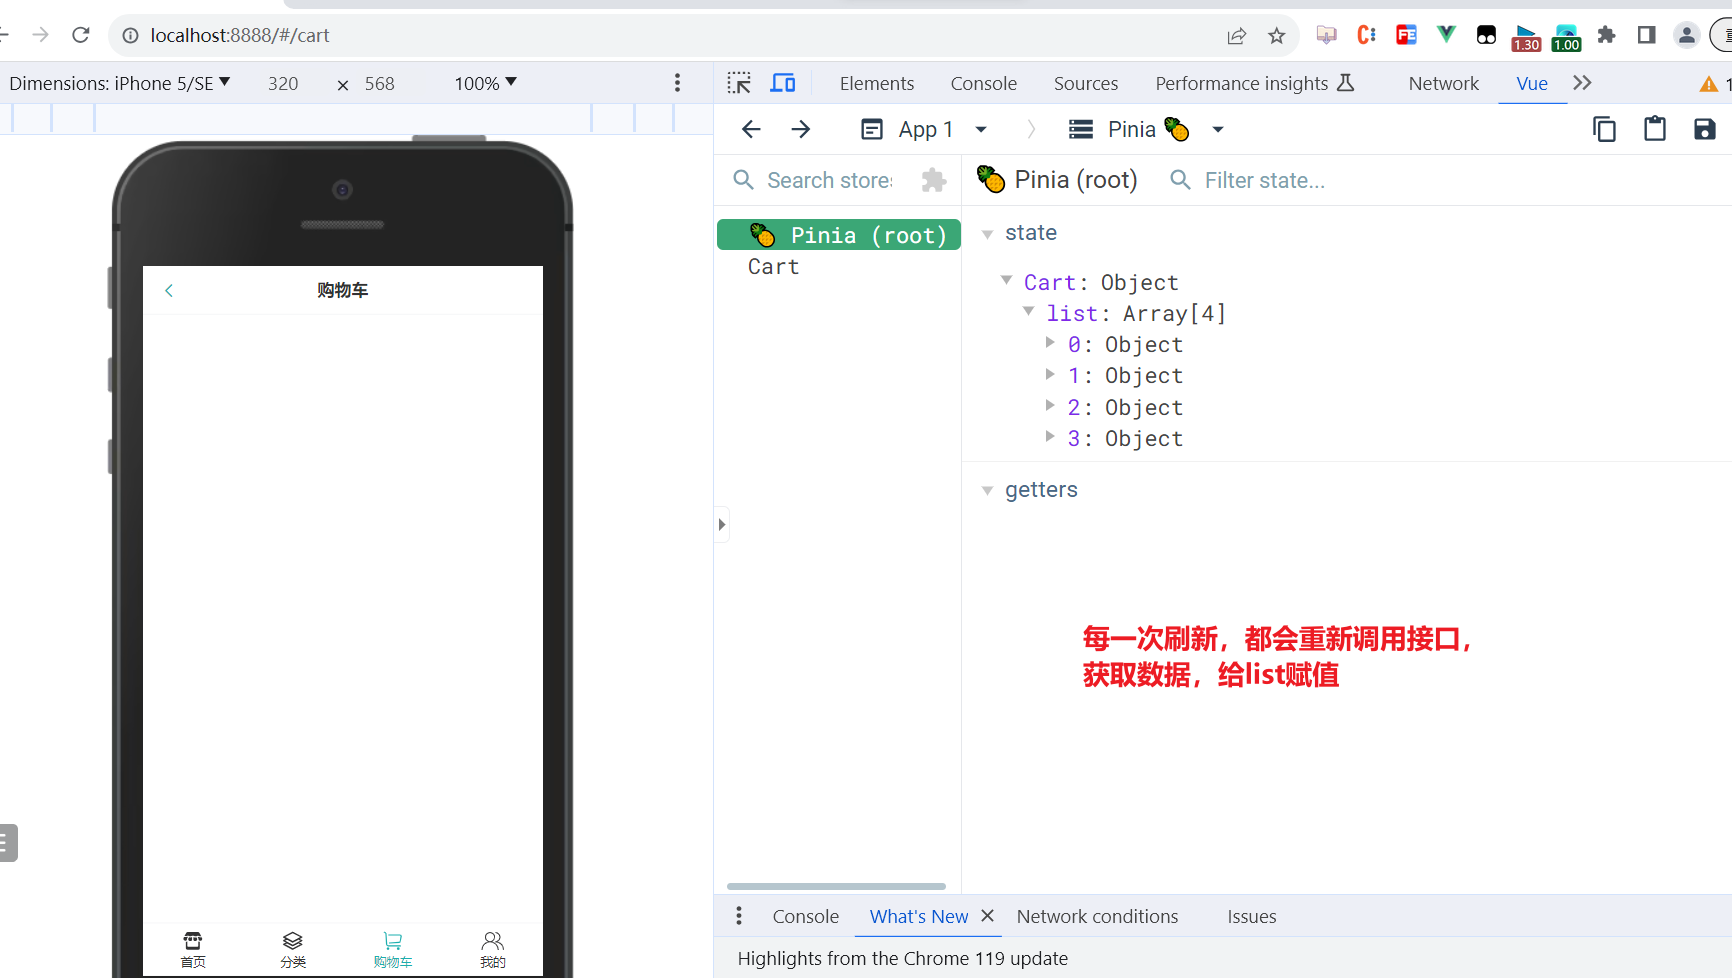 localhost:8888/#/cart
1.30
1.00
Dimensions: iPhone 5/SE
320
×
568
100%
Elements
Console
Sources
Performance insights
Network
Vue
App 1
Pinia
Search stores
Pinia (root)
Filter state...
Pinia (root)
Cart
state
Cart: Object
list: Array[4]
0: Object
1: Object
2: Object
3: Object
getters
每一次刷新，都会重新调用接口，
获取数据，给list赋值
购物车
首页
分类
购物车
我的
Console
What's New
Network conditions
Issues
Highlights from the Chrome 119 update